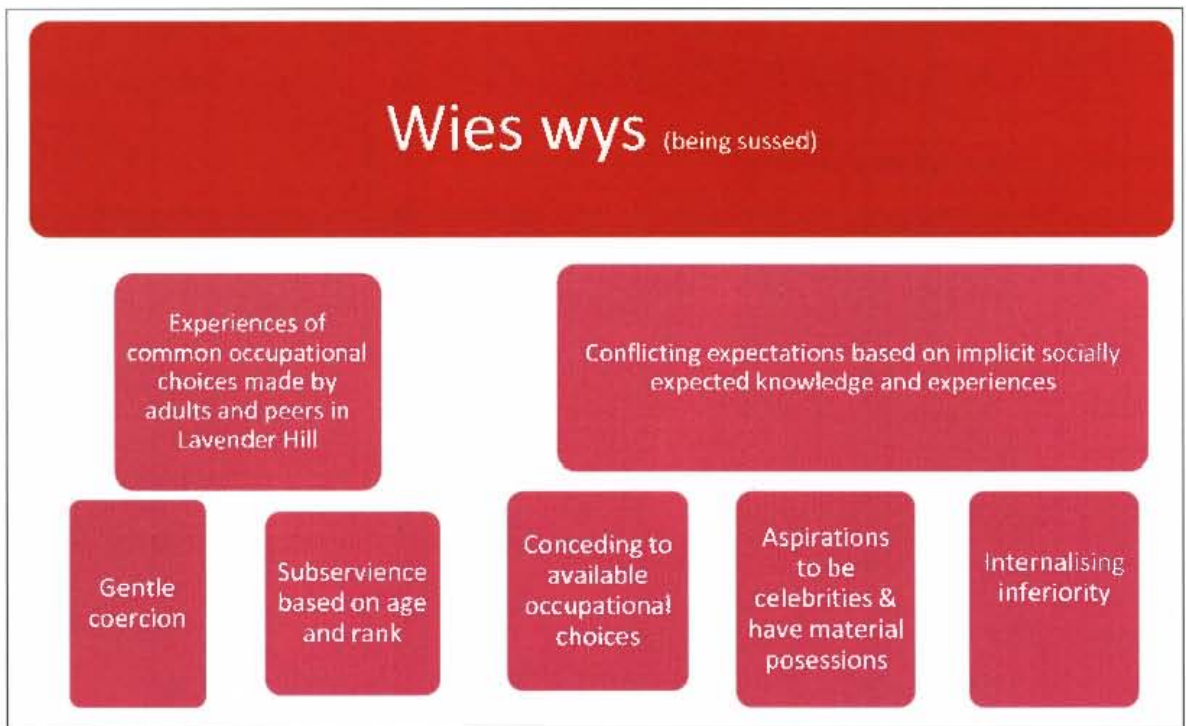 Wies wys (being sussed)
Experiences of
common occupational
choices made by
adults and peers in
Lavender Hill
Conflicting expectations based on implicit socially
expected knowledge and experiences
Gentle
coercion
Subservience
based on age
and rank
Conceding to
available
occupational
choices
Aspirations
to be
celebrities &
have material
posessions
Internalising
inferiority